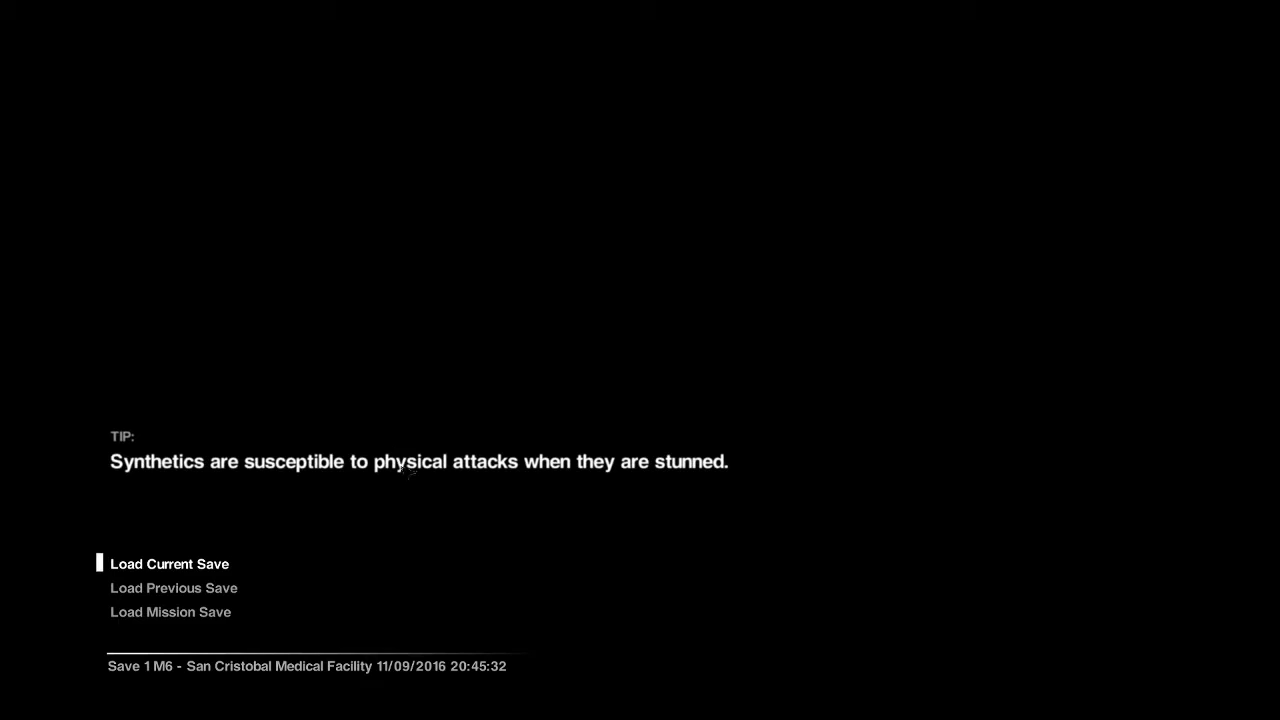 TIP:
Synthetics are susceptible to physical attacks when they are stunned.
Load Current Save
Load Previous Save
Load Mission Save
Save 1 M6 - San Cristobal Medical Facility 11/09/2016 20:45:32